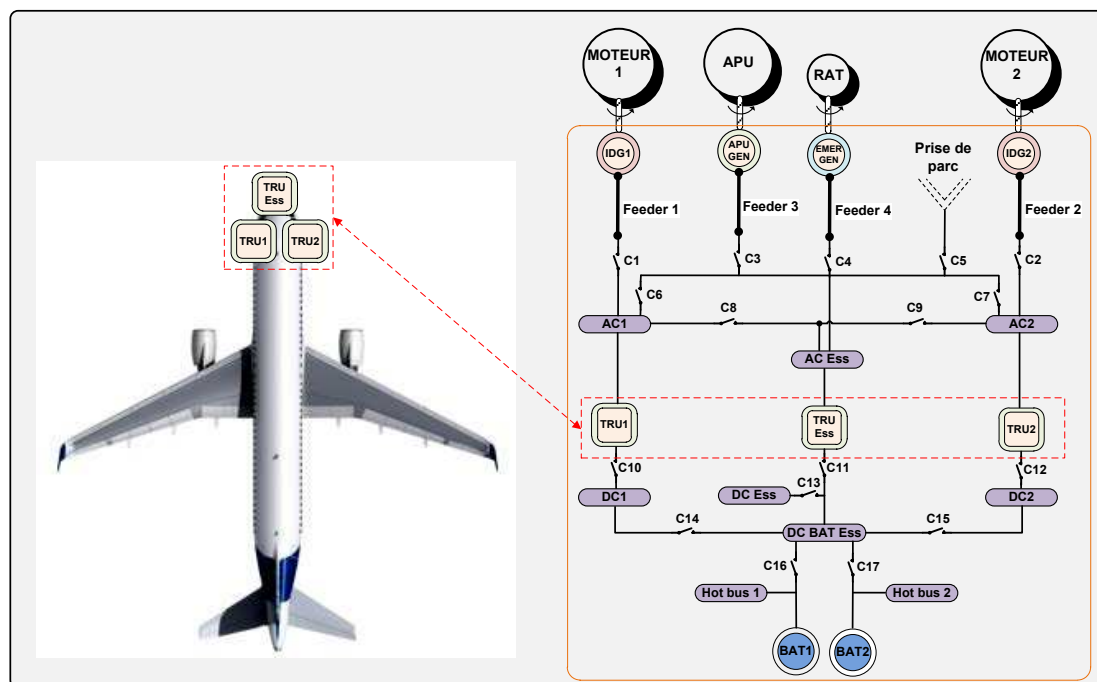 MOTEUR
1
APU
RAT
MOTEUR
2
IDG1
APU
GEN
EMER
GEN
Prise de
parc
IDG2
Feeder 1
Feeder 3
Feeder 4
Feeder 2
C1
C3
C4
C5
C2
C6
C7
C8
C9
AC1
AC2
AC Ess
TRU
Ess
TRU1
TRU2
TRU1
TRU
Ess
TRU2
C10
C11
C12
C13
DC1
DC Ess
DC2
C14
C15
DC BAT Ess
C16
C17
Hot bus 1
Hot bus 2
BAT1
BAT2